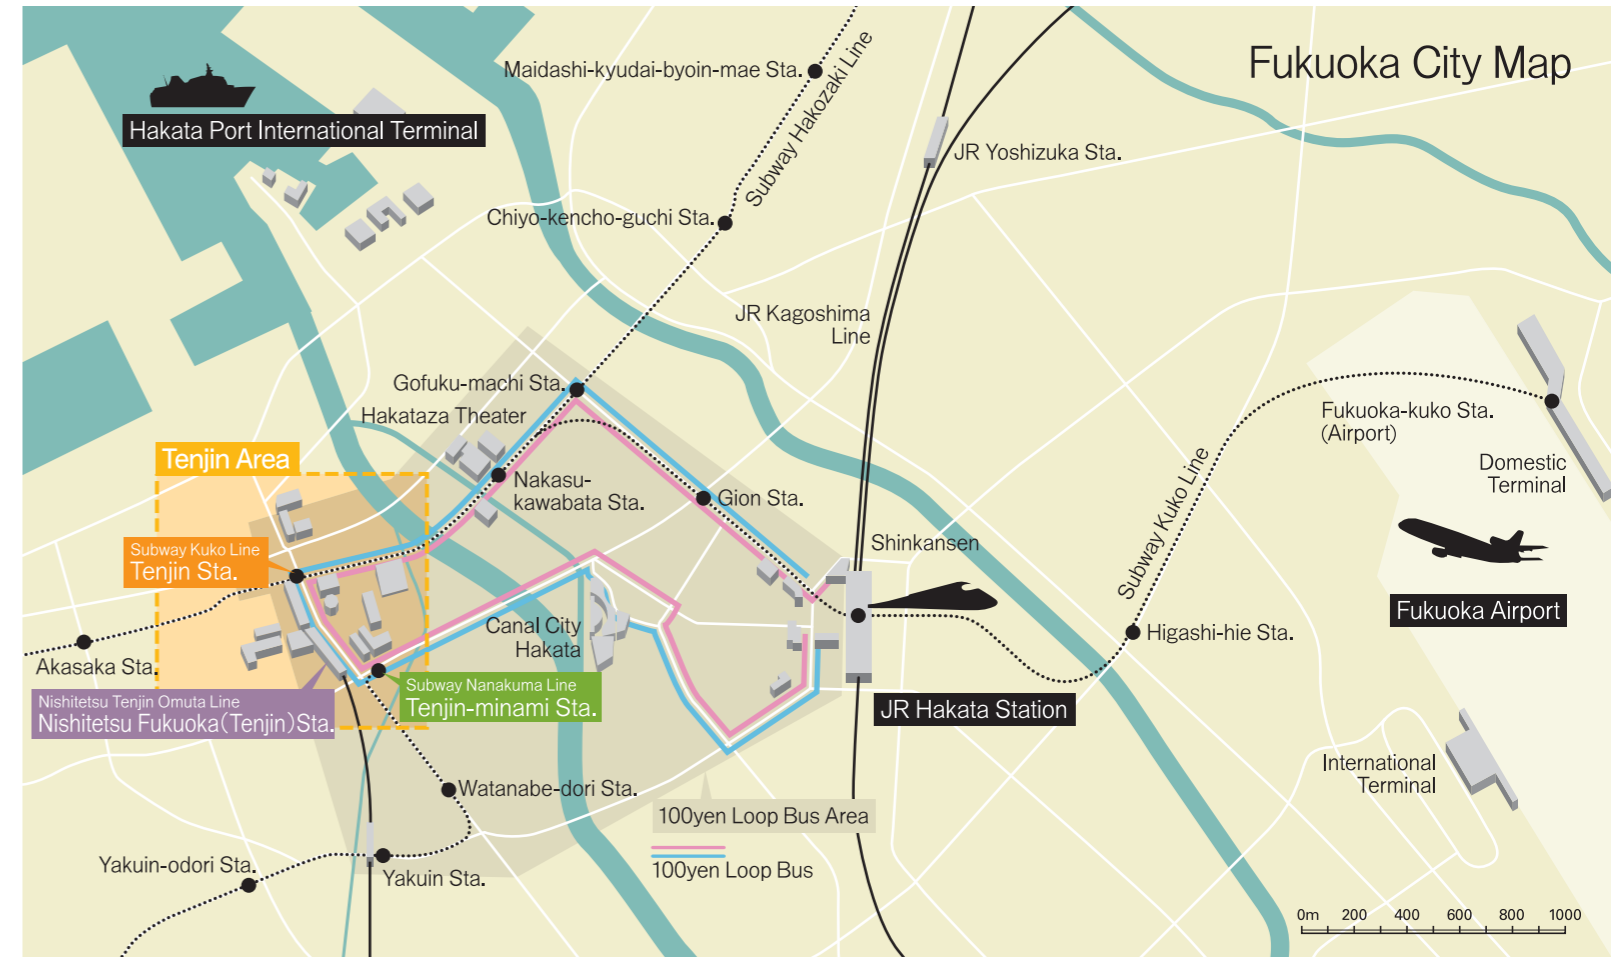 Fukuoka City Map
Maidashi-kyudai-byoin-mae Sta.
Subway Hakozaki Line
Hakata Port International Terminal
JR Yoshizuka Sta.
Chiyo-kencho-guchi Sta.
JR Kagoshima
Line
Gofuku-machi Sta.
Hakataza Theater
Fukuoka-kuko Sta.
(Airport)
Domestic
Terminal
Tenjin Area
Nakasu-
kawabata Sta.
Gion Sta.
Subway Kuko Line
Shinkansen
Subway Kuko Line
Tenjin Sta.
Fukuoka Airport
Canal City
Hakata
Higashi-hie Sta.
Akasaka Sta.
Subway Nanakuma Line
Tenjin-minami Sta.
Nishitetsu Tenjin Omuta Line
Nishitetsu Fukuoka(Tenjin)Sta.
JR Hakata Station
International
Terminal
Watanabe-dori Sta.
100yen Loop Bus Area
100yen Loop Bus
Yakuin-odori Sta.
Yakuin Sta.
0m 200 400 600 800 1000